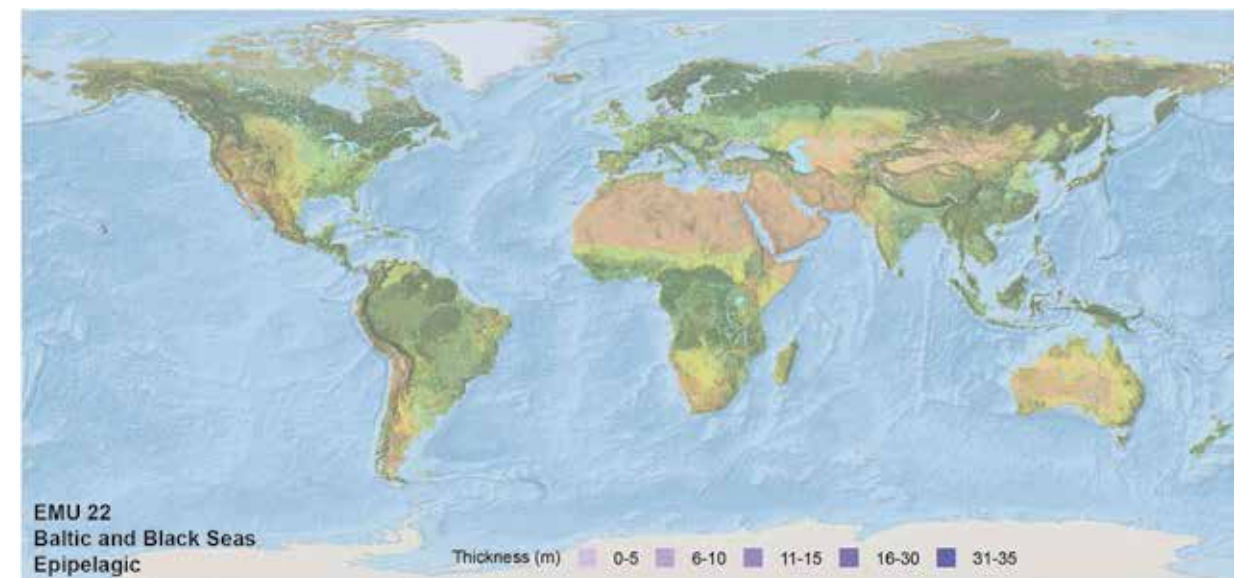 EMU 22
Baltic and Black Seas
Epipelagic
Thickness (m) 0-5 6-10 11-15 16-30 31-35